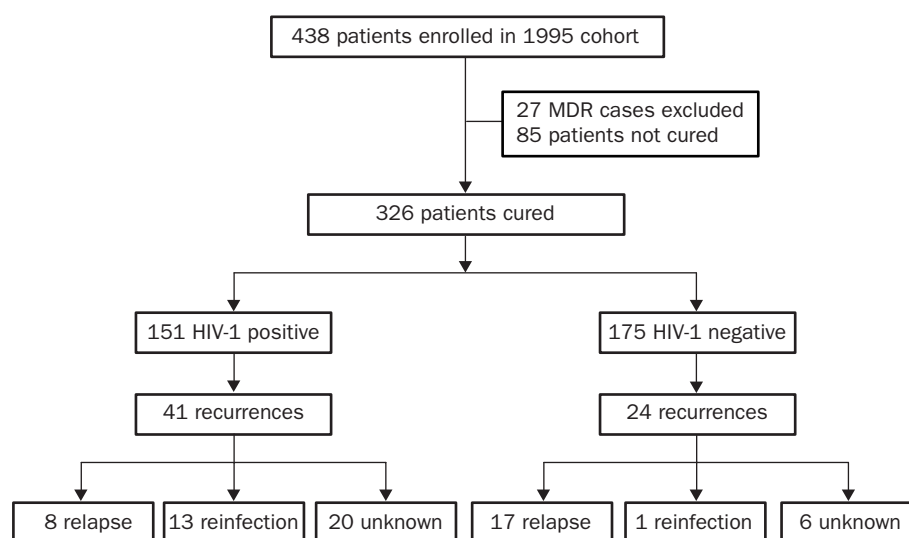 438 patients enrolled in 1995 cohort
27 MDR cases excluded
85 patients not cured
326 patients cured
151 HIV-1 positive
175 HIV-1 negative
41 recurrences
24 recurrences
8 relapse
13 reinfection
20 unknown
17 relapse
1 reinfection
6 unknown